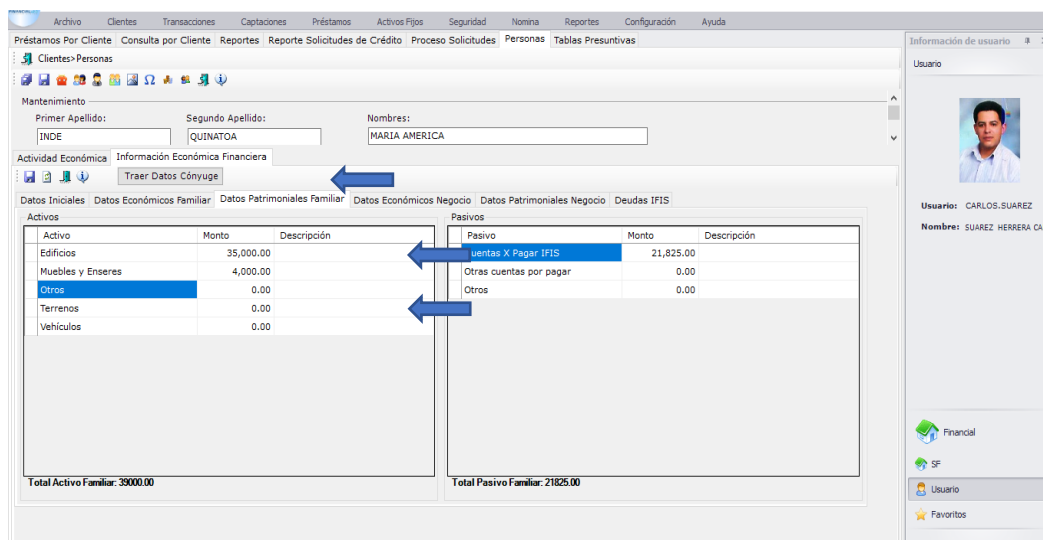 FINANCIAL
Archivo Clientes Transacciones Captaciones Préstamos Activos Fijos Seguridad Nomina Reportes Configuración Ayuda
Préstamos Por Cliente Consulta por Cliente Reportes Reporte Solicitudes de Crédito Proceso Solicitudes Personas Tablas Presuntivas
Información de usuario
Clientes>Personas
Usuario
Mantenimiento
Primer Apellido: Segundo Apellido: Nombres:
INDE QUINATOA MARIA AMERICA
Actividad Económica Información Económica Financiera
Traer Datos Cónyuge
Datos Iniciales Datos Económicos Familiar Datos Patrimoniales Familiar Datos Económicos Negocio Datos Patrimoniales Negocio Deudas IFIS
Usuario: CARLOS.SUAREZ
Nombre: SUAREZ HERRERA CA
Activos
Activo Monto Descripción
Edificios 35,000.00
Muebles y Enseres 4,000.00
Otros 0.00
Terrenos 0.00
Vehículos 0.00
Total Activo Familiar: 39000.00
Pasivos
Pasivo Monto Descripción
uentas X Pagar IFIS 21,825.00
Otras cuentas por pagar 0.00
Otros 0.00
Total Pasivo Familiar: 21825.00
Financial
SF
Usuario
Favoritos